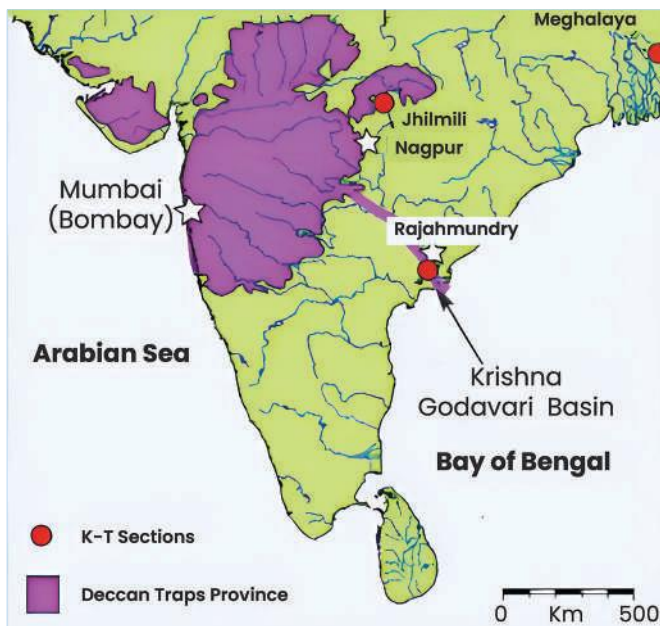 Meghalaya
Jhilmili
Nagpur
Mumbai
(Bombay)
Rajahmundry
Arabian Sea
Krishna
Godavari Basin
Bay of Bengal
K-T Sections
Deccan Traps Province
0 Km 500